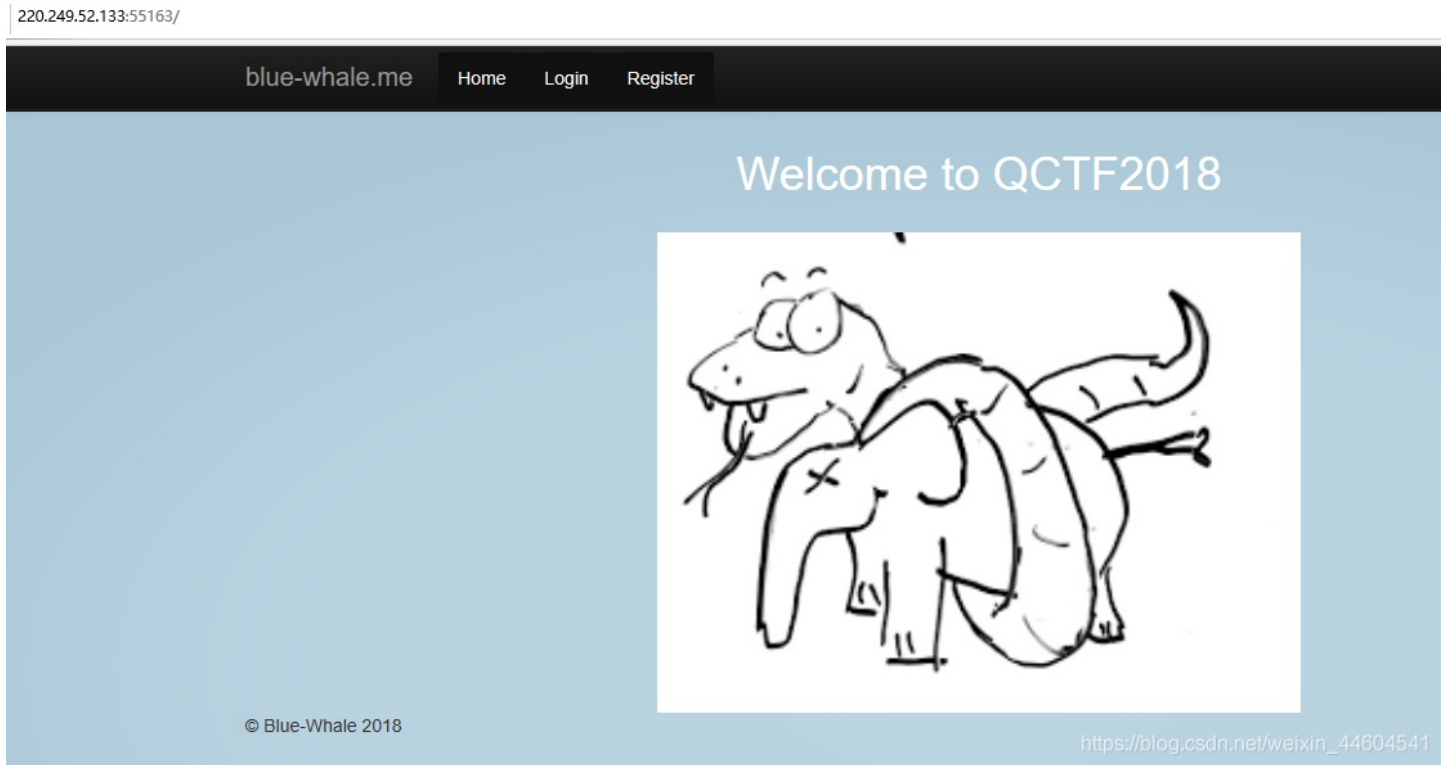 220.249.52.133:55163/
blue-whale.me Home Login Register
Welcome to QCTF2018
© Blue-Whale 2018
https://blog.csdn.net/weixin_44604541